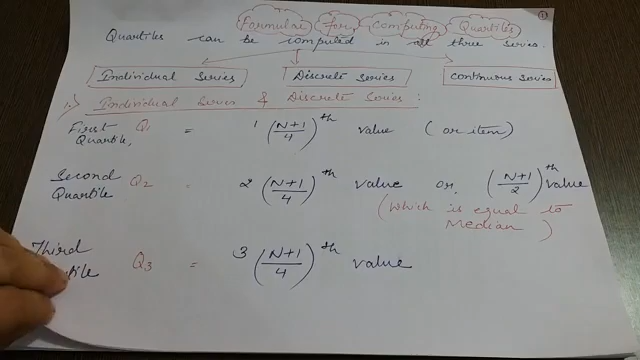 Formulae for Computing Quartiles
1
Quartiles can be computed in all three series.
Individual Series Discrete Series Continuous Series
1.) Individual Series & Discrete Series :
First Quartile, Q1 = 1 (N+1/4)th value (or item)
Second Quartile Q2 = 2 (N+1/4)th value or (N+1/2)th value
(Which is equal to Median)
Third Q3 = 3 (N+1/4)th value